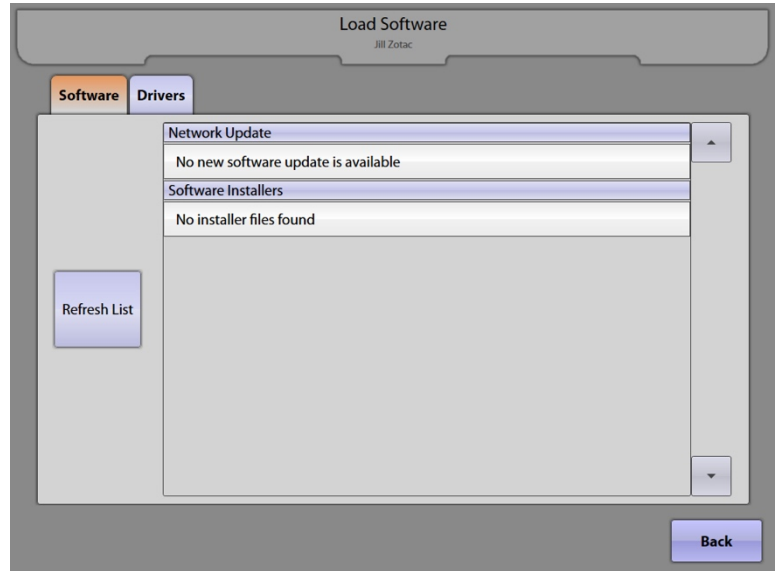 Load Software
Jill Zotac
Software
Drivers
Network Update
No new software update is available
Software Installers
No installer files found
Refresh List
Back